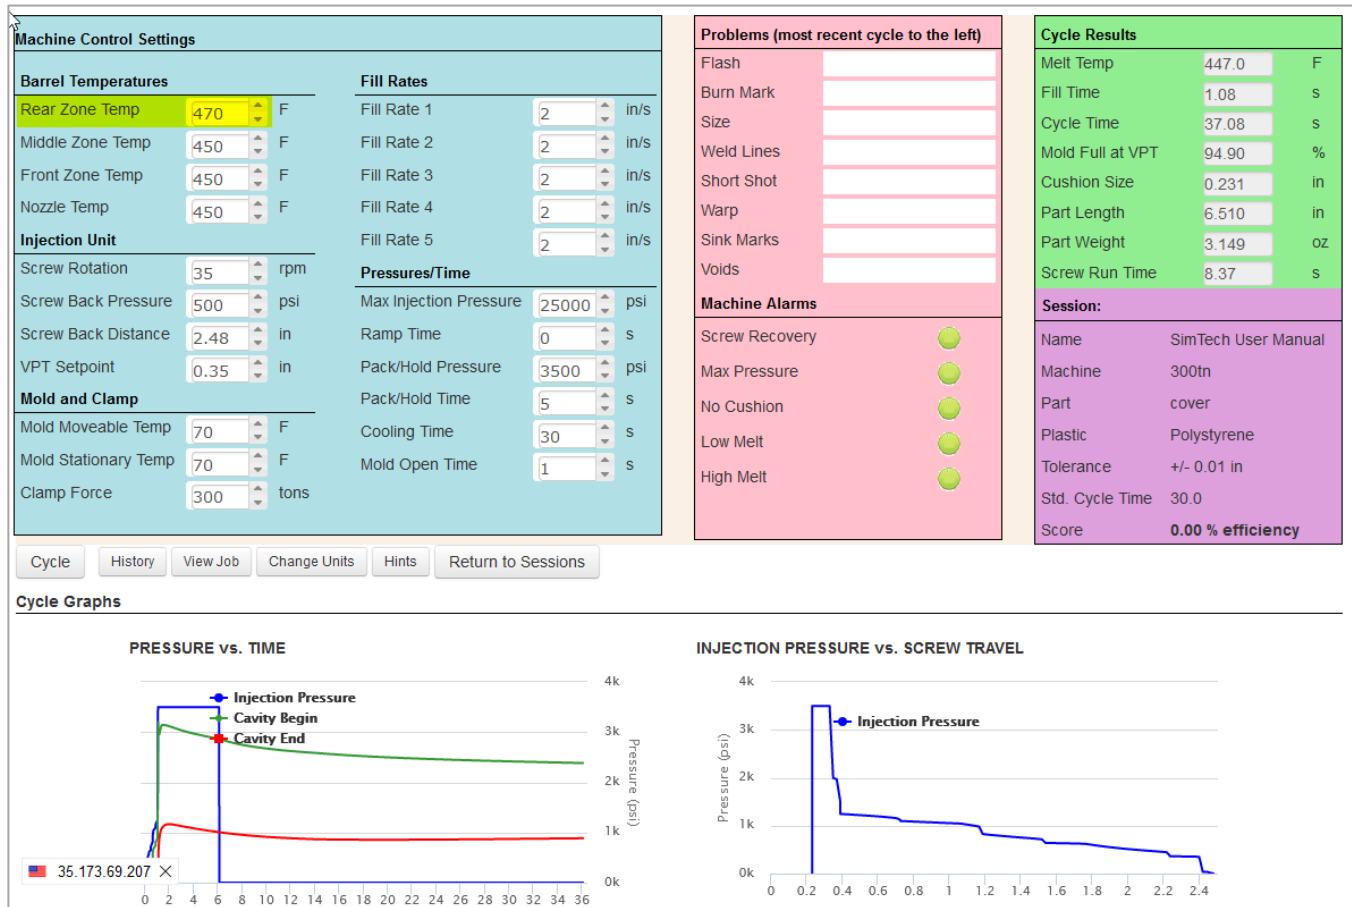 Machine Control Settings
Barrel Temperatures
Rear Zone Temp 470 F
Middle Zone Temp 450 F
Front Zone Temp 450 F
Nozzle Temp 450 F
Injection Unit
Screw Rotation 35 rpm
Screw Back Pressure 500 psi
Screw Back Distance 2.48 in
VPT Setpoint 0.35 in
Mold and Clamp
Mold Moveable Temp 70 F
Mold Stationary Temp 70 F
Clamp Force 300 tons
Fill Rates
Fill Rate 1 2 in/s
Fill Rate 2 2 in/s
Fill Rate 3 2 in/s
Fill Rate 4 2 in/s
Fill Rate 5 2 in/s
Pressures/Time
Max Injection Pressure 25000 psi
Ramp Time 0 s
Pack/Hold Pressure 3500 psi
Pack/Hold Time 5 s
Cooling Time 30 s
Mold Open Time 1 s
Problems (most recent cycle to the left)
Flash
Burn Mark
Size
Weld Lines
Short Shot
Warp
Sink Marks
Voids
Machine Alarms
Screw Recovery
Max Pressure
No Cushion
Low Melt
High Melt
Cycle Results
Melt Temp 447.0 F
Fill Time 1.08 s
Cycle Time 37.08 s
Mold Full at VPT 94.90 %
Cushion Size 0.231 in
Part Length 6.510 in
Part Weight 3.149 oz
Screw Run Time 8.37 s
Session:
Name SimTech User Manual
Machine 300tn
Part cover
Plastic Polystyrene
Tolerance +/- 0.01 in
Std. Cycle Time 30.0
Score 0.00 % efficiency
Cycle History View Job Change Units Hints Return to Sessions
Cycle Graphs
PRESSURE vs. TIME
Injection Pressure
Cavity Begin
Cavity End
4k
3k
2k
1k
0k
Pressure (psi)
0 2 4 6 8 10 12 14 16 18 20 22 24 26 28 30 32 34 36
35.173.69.207
INJECTION PRESSURE vs. SCREW TRAVEL
Injection Pressure
4k
3k
2k
1k
0k
Pressure (psi)
0 0.2 0.4 0.6 0.8 1 1.2 1.4 1.6 1.8 2 2.2 2.4